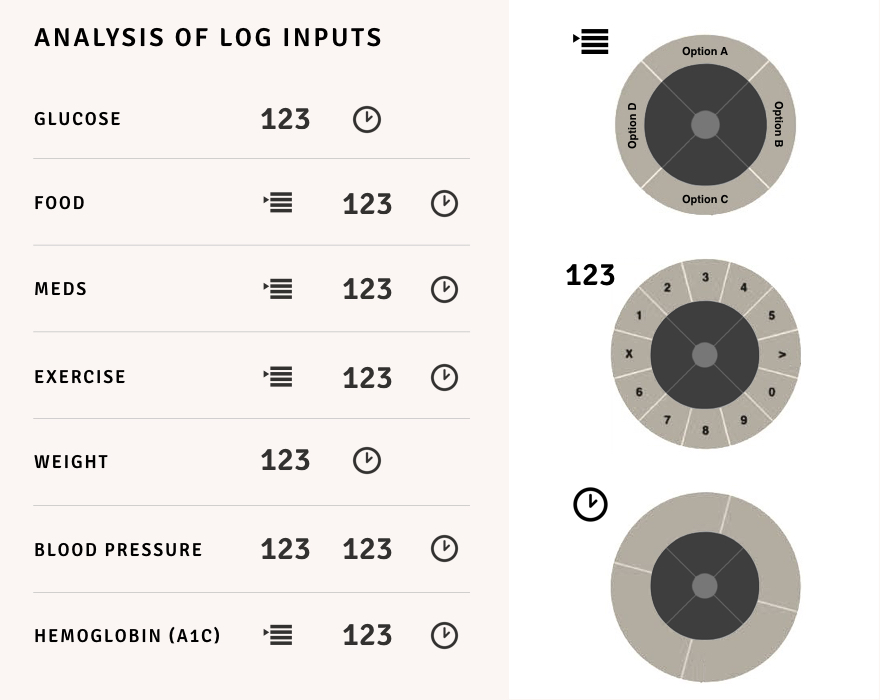 ANALYSIS OF LOG INPUTS
GLUCOSE 123
FOOD 123
MEDS 123
EXERCISE 123
WEIGHT 123
BLOOD PRESSURE 123 123
HEMOGLOBIN (A1C) 123
Option A
Option B
Option C
Option D
123
1 2 3 4 5 >
X 6 7 8 9 0